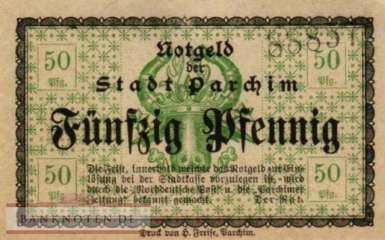 Notgeld
der
Stadt Parchim
Fünfzig Pfennig
50 Pfg.
50 Pfg.
50 Pfg.
50 Pfg.
Die Frist, innerhalb welcher das Notgeld zur Ein-
lösung bei der Stadtkasse vorzulegen ist, wird
durch die „Norddeutsche Post" u. die „Parchimer
Zeitung" bekannt gemacht. Der Rat.
BANKNOTEN.DE
Druck von H. Freise, Parchim.